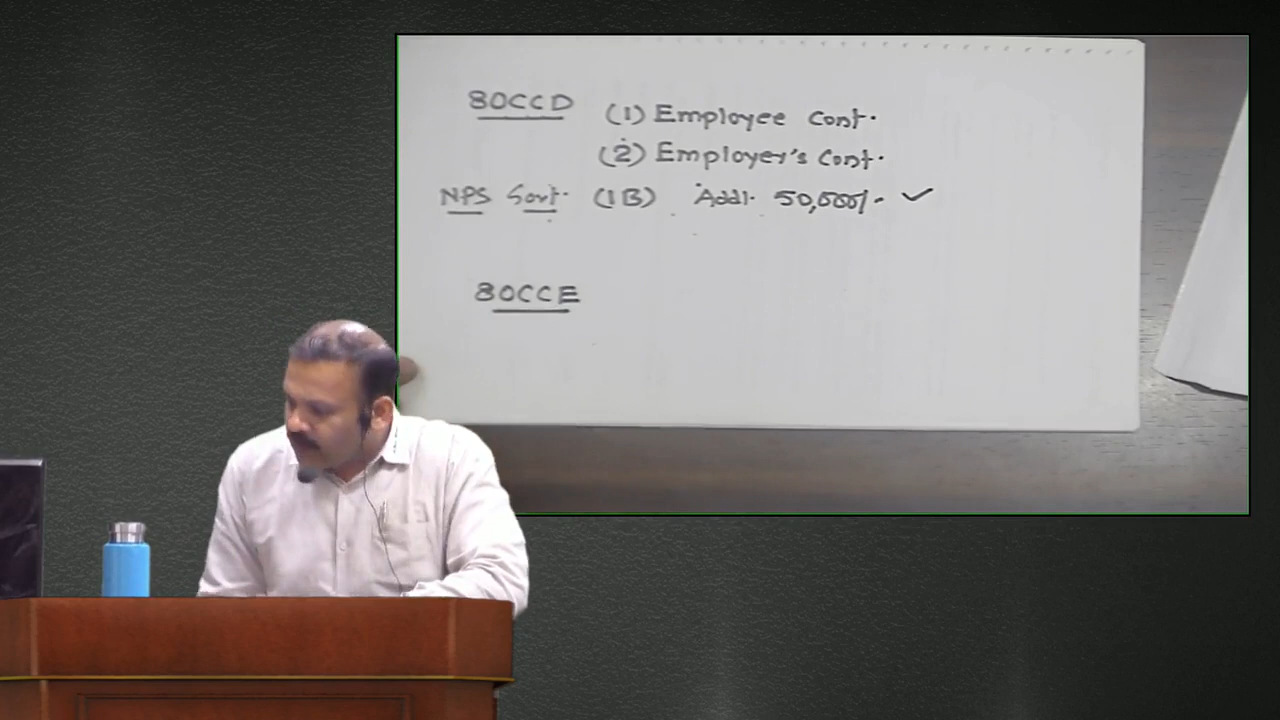 80CCD (1) Employee Cont.
(2) Employer's Cont.
NPS Govt. (1B) Addl. 50,000/- ✓
80CCE